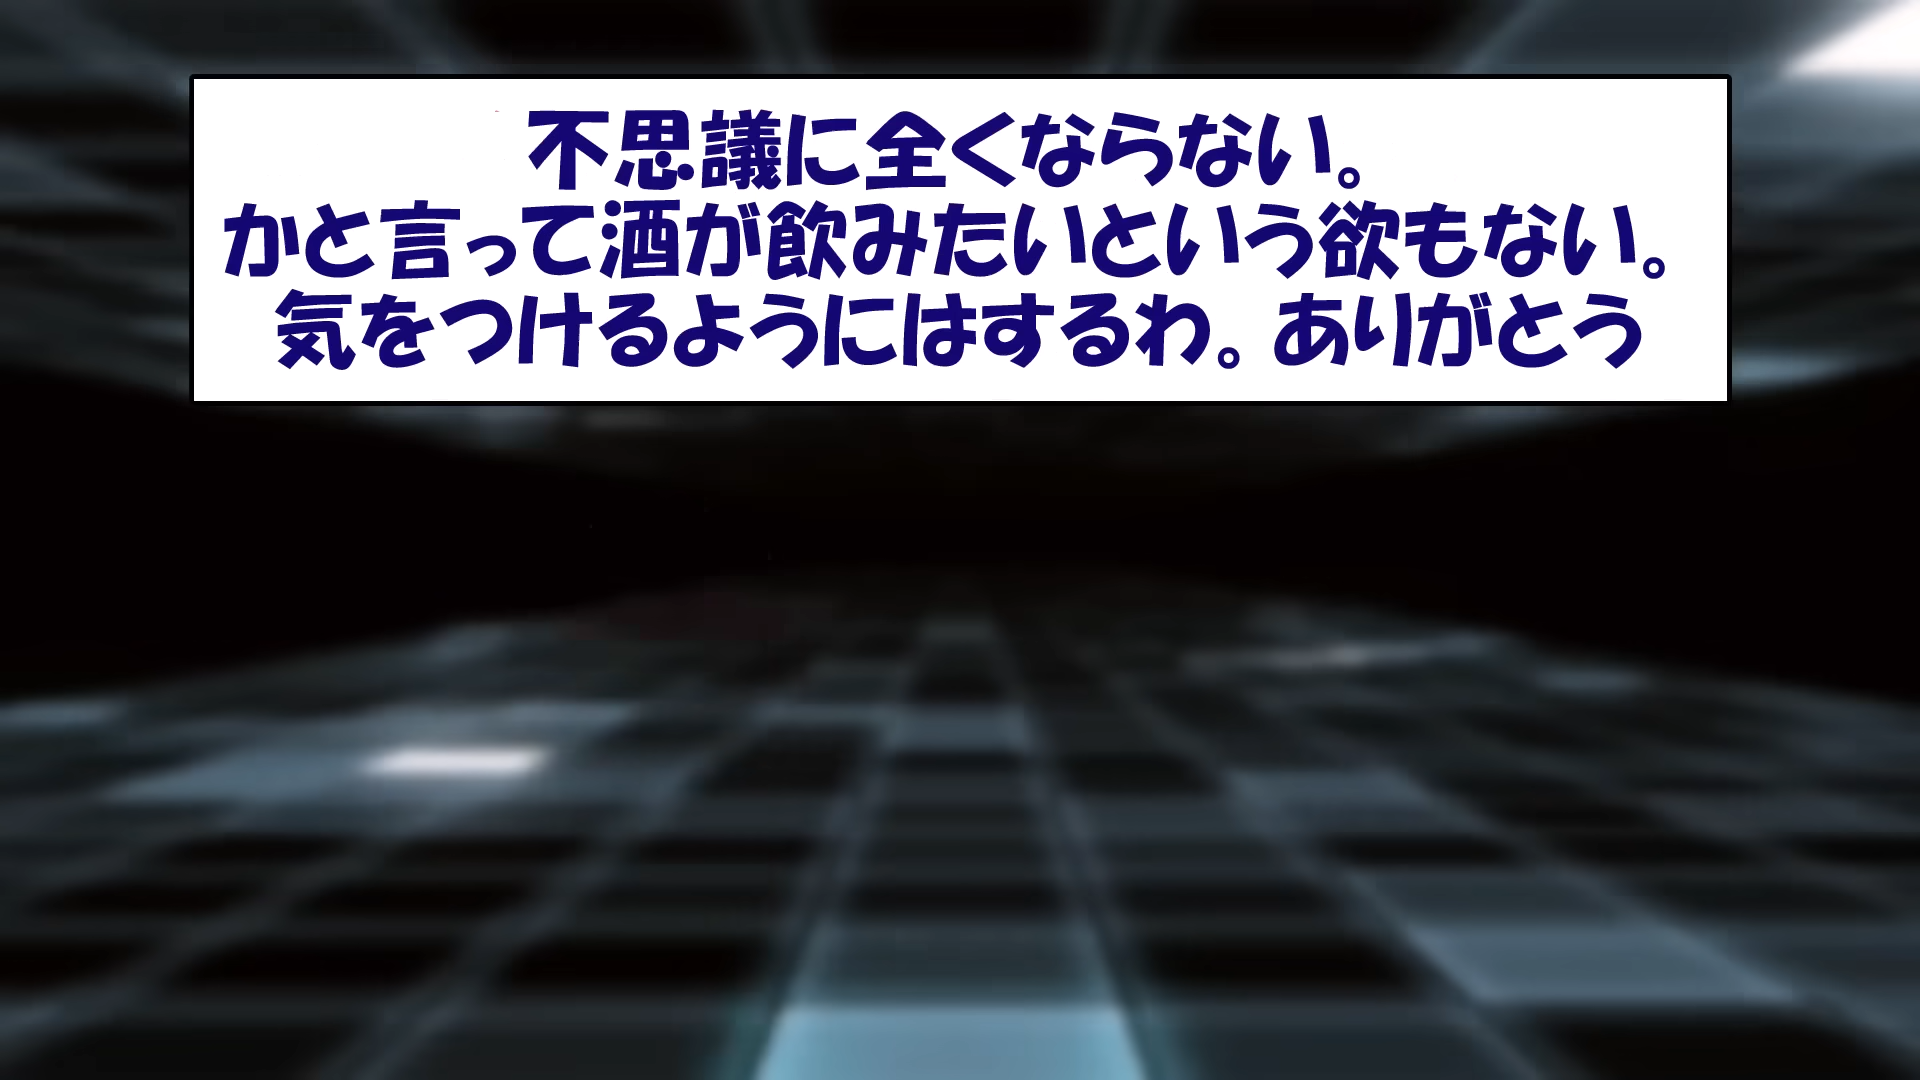 不思議に全くならない。
かと言って酒が飲みたいという欲もない。
気をつけるようにはするわ。ありがとう